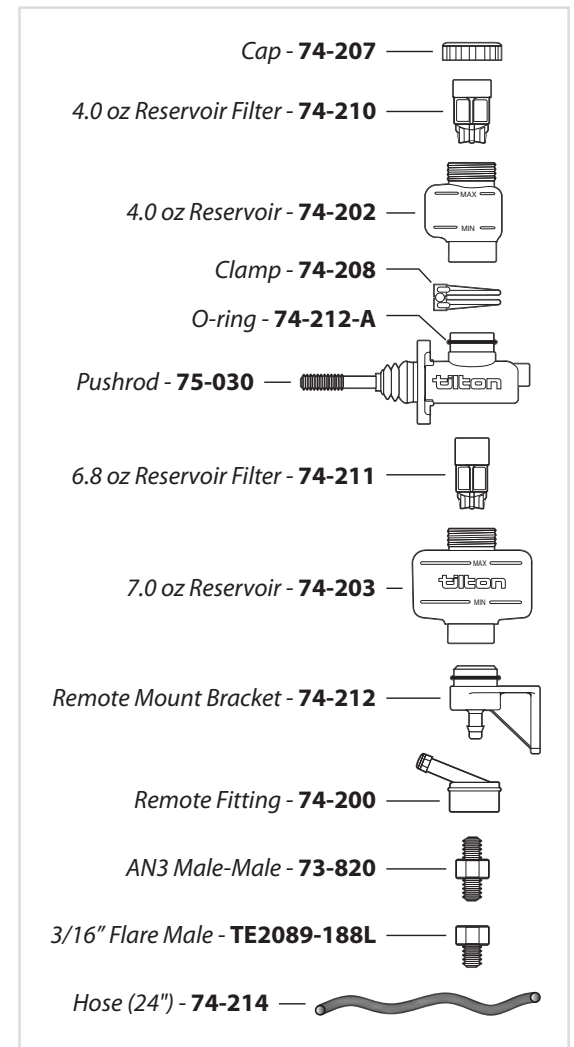 Cap - 74-207
4.0 oz Reservoir Filter - 74-210
4.0 oz Reservoir - 74-202
MAX
MIN
Clamp - 74-208
O-ring - 74-212-A
Pushrod - 75-030
tilton
6.8 oz Reservoir Filter - 74-211
7.0 oz Reservoir - 74-203
MAX
tilton
MIN
Remote Mount Bracket - 74-212
Remote Fitting - 74-200
AN3 Male-Male - 73-820
3/16” Flare Male - TE2089-188L
Hose (24") - 74-214